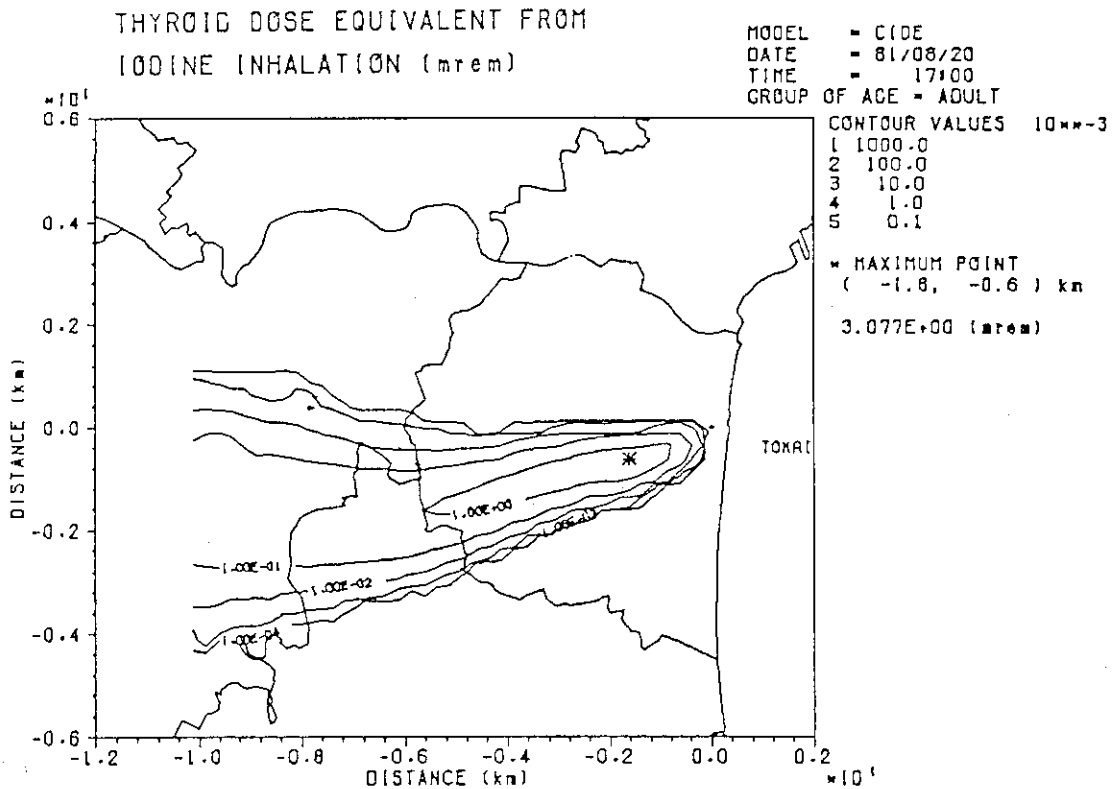 THYROID DOSE EQUIVALENT FROM
IODINE INHALATION (mrem)
MODEL = CIDE
DATE = 81/08/20
TIME = 17:00
GROUP OF AGE = ADULT
CONTOUR VALUES 10**-3
1 1000.0
2 100.0
3 10.0
4 1.0
5 0.1
* MAXIMUM POINT
( -1.6, -0.6 ) km
3.077E+00 (mrem)
*10¹
0.6
0.4
0.2
0.0
-0.2
-0.4
-0.6
DISTANCE (km)
TOKAI
1.00E+00
1.00E-01
1.00E-02
1.00E-04
-1.2 -1.0 -0.8 -0.6 -0.4 -0.2 0.0 0.2
DISTANCE (km)
*10¹